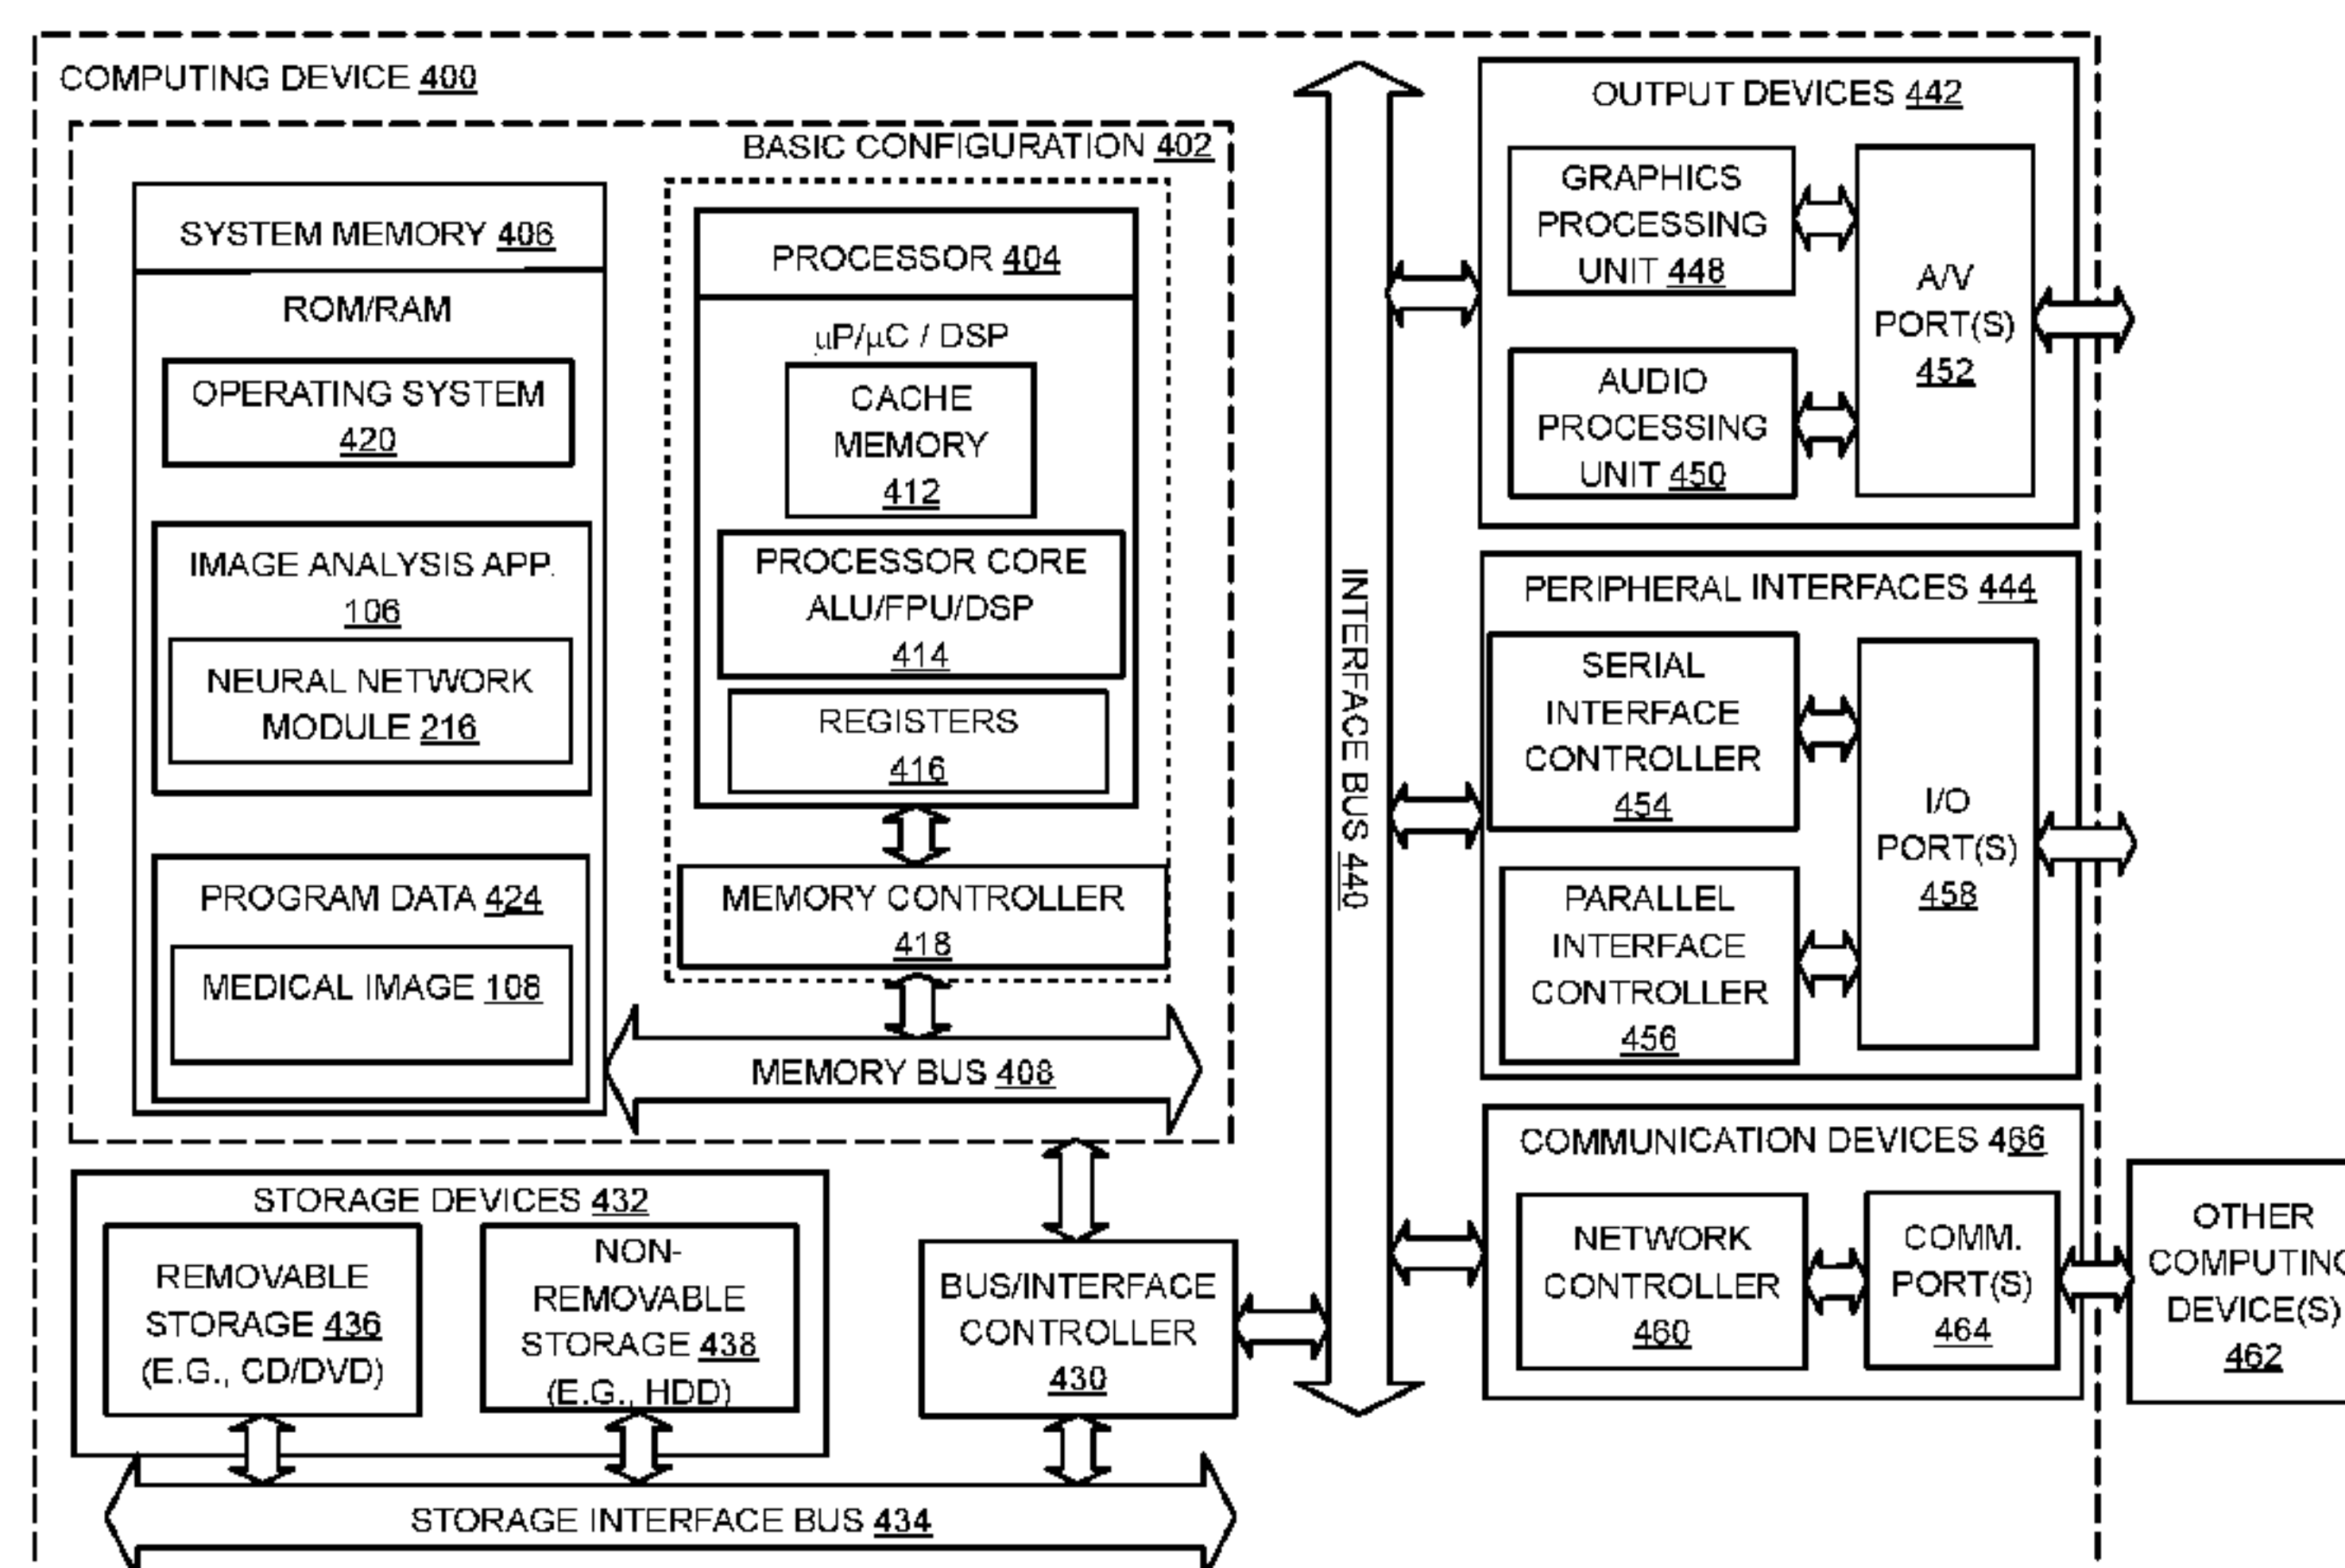 COMPUTING DEVICE 400
BASIC CONFIGURATION 402
SYSTEM MEMORY 406
ROM/RAM
OPERATING SYSTEM
420
IMAGE ANALYSIS APP.
106
NEURAL NETWORK
MODULE 216
PROGRAM DATA 424
MEDICAL IMAGE 108
PROCESSOR 404
µP/µC / DSP
CACHE
MEMORY
412
PROCESSOR CORE
ALU/FPU/DSP
414
REGISTERS
416
MEMORY CONTROLLER
418
MEMORY BUS 408
STORAGE DEVICES 432
REMOVABLE
STORAGE 436
(E.G., CD/DVD)
NON-
REMOVABLE
STORAGE 438
(E.G., HDD)
BUS/INTERFACE
CONTROLLER
430
STORAGE INTERFACE BUS 434
INTERFACE BUS 440
OUTPUT DEVICES 442
GRAPHICS
PROCESSING
UNIT 448
AUDIO
PROCESSING
UNIT 450
A/V
PORT(S)
452
PERIPHERAL INTERFACES 444
SERIAL
INTERFACE
CONTROLLER
454
PARALLEL
INTERFACE
CONTROLLER
456
I/O
PORT(S)
458
COMMUNICATION DEVICES 466
NETWORK
CONTROLLER
460
COMM.
PORT(S)
464
OTHER
COMPUTING
DEVICE(S)
462